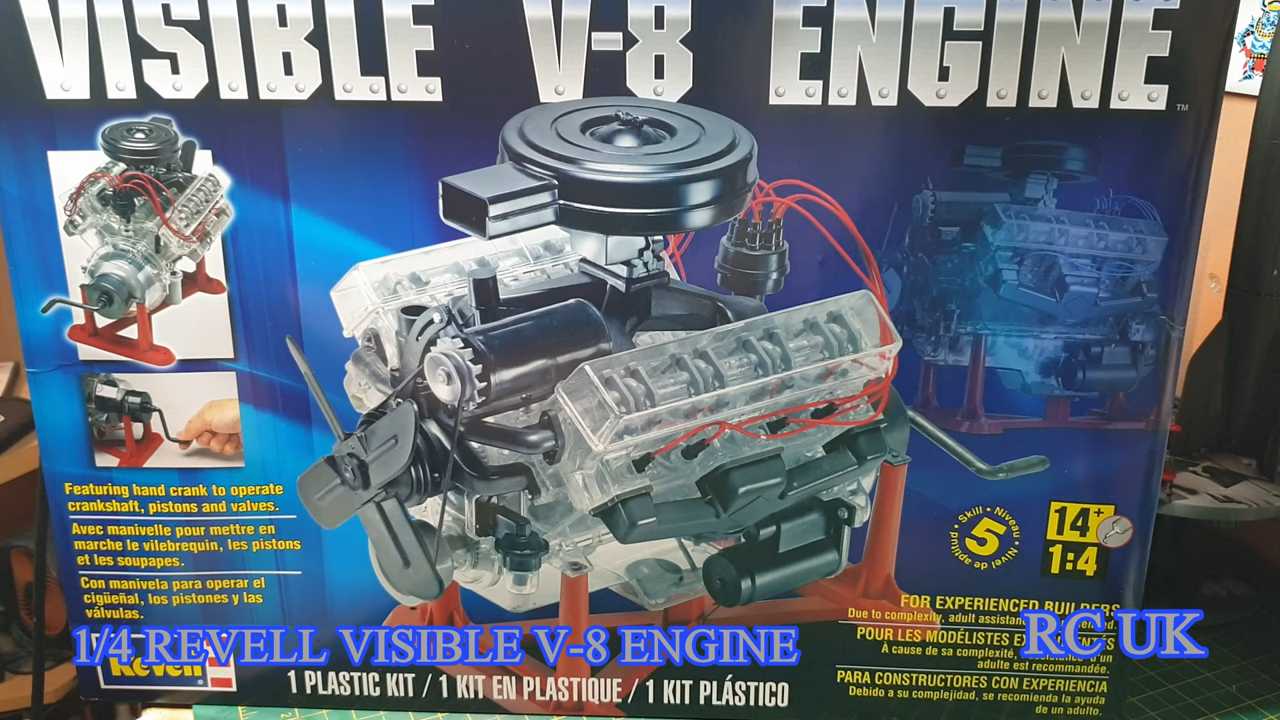 VISIBLE V-8 ENGINE
TM
Featuring hand crank to operate
crankshaft, pistons and valves.
Avec manivelle pour mettre en
marche le vilebrequin, les pistons
et les soupapes.
Con manivela para operar el
cigüeñal, los pistones y las
válvulas.
Skill • Niveau • Nivel de aptitud •
5
14+
1:4
FOR EXPERIENCED BUILDERS
Due to complexity, adult
POUR LES MODÉLISTES
À cause de sa complexité,
adulte est recommandée.
PARA CONSTRUCTORES CON EXPERIENCIA
Debido a su complejidad, se recomienda la ayuda
de un adulto.
1/4 REVELL VISIBLE V-8 ENGINE
RC UK
Revell
1 PLASTIC KIT / 1 KIT EN PLASTIQUE / 1 KIT PLÁSTICO